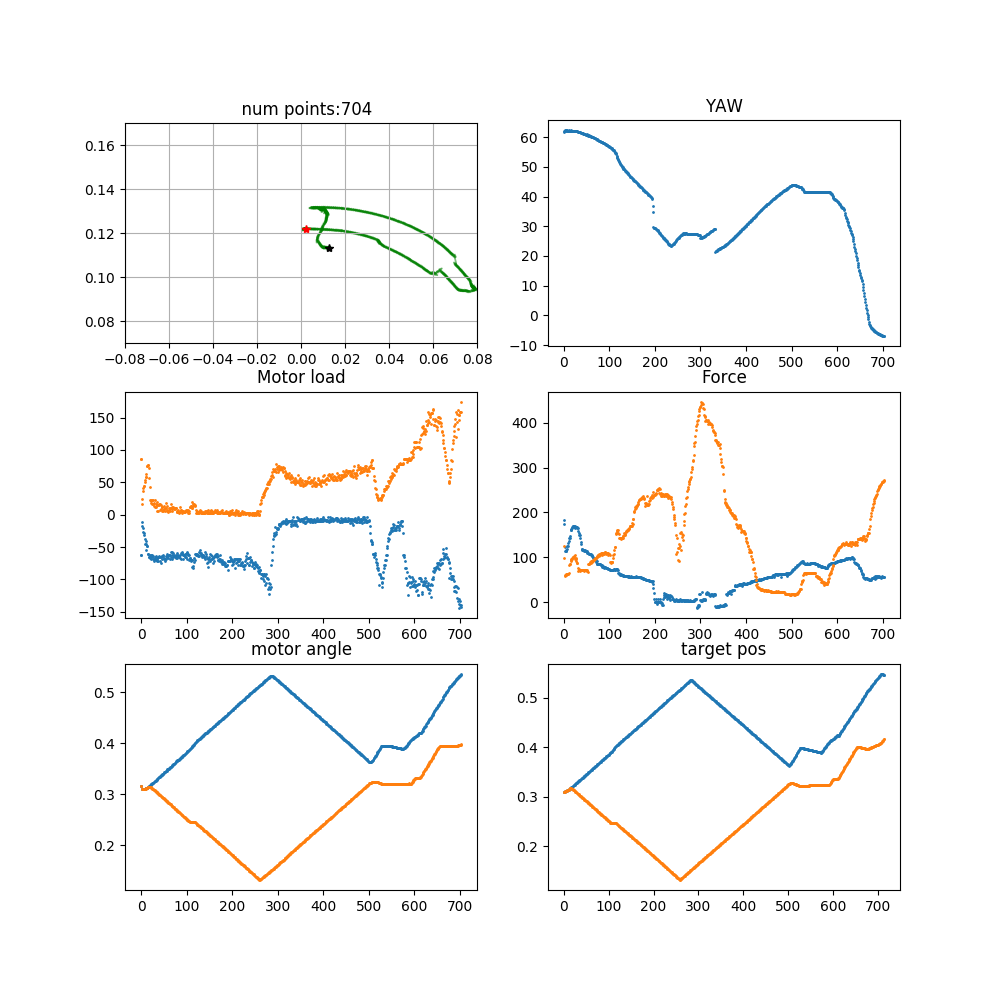 num points:704
YAW
0.16
0.14
0.12
0.10
0.08
−0.08 −0.06 −0.04 −0.02 0.00 0.02 0.04 0.06 0.08
60
50
40
30
20
10
0
−10
0 100 200 300 400 500 600 700
Motor load
Force
150
100
50
0
−50
−100
−150
0 100 200 300 400 500 600 700
400
300
200
100
0
0 100 200 300 400 500 600 700
motor angle
target pos
0.5
0.4
0.3
0.2
0 100 200 300 400 500 600 700
0.5
0.4
0.3
0.2
0 100 200 300 400 500 600 700